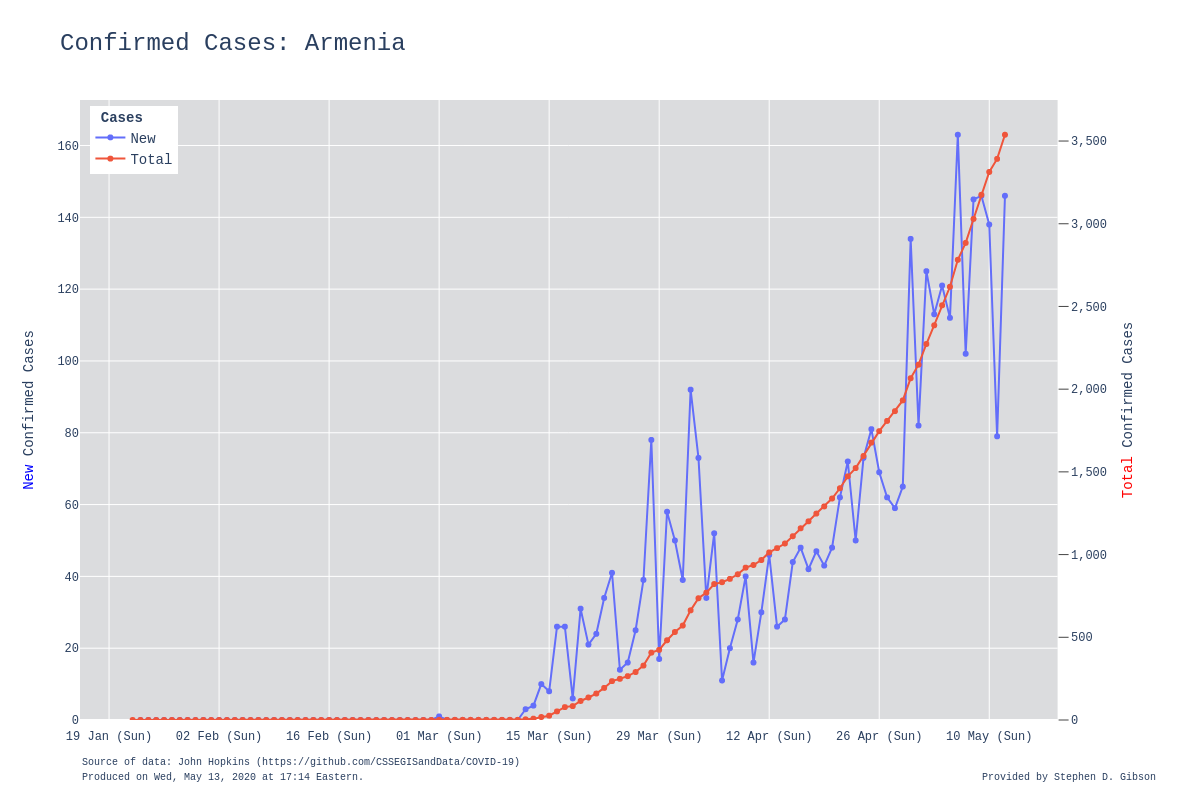 Confirmed Cases: Armenia
Cases
New
Total
160
140
120
100
80
60
40
20
0
3,500
3,000
2,500
2,000
1,500
1,000
500
0
New Confirmed Cases
Total Confirmed Cases
19 Jan (Sun)
02 Feb (Sun)
16 Feb (Sun)
01 Mar (Sun)
15 Mar (Sun)
29 Mar (Sun)
12 Apr (Sun)
26 Apr (Sun)
10 May (Sun)
Source of data: John Hopkins (https://github.com/CSSEGISandData/COVID-19)
Produced on Wed, May 13, 2020 at 17:14 Eastern.
Provided by Stephen D. Gibson